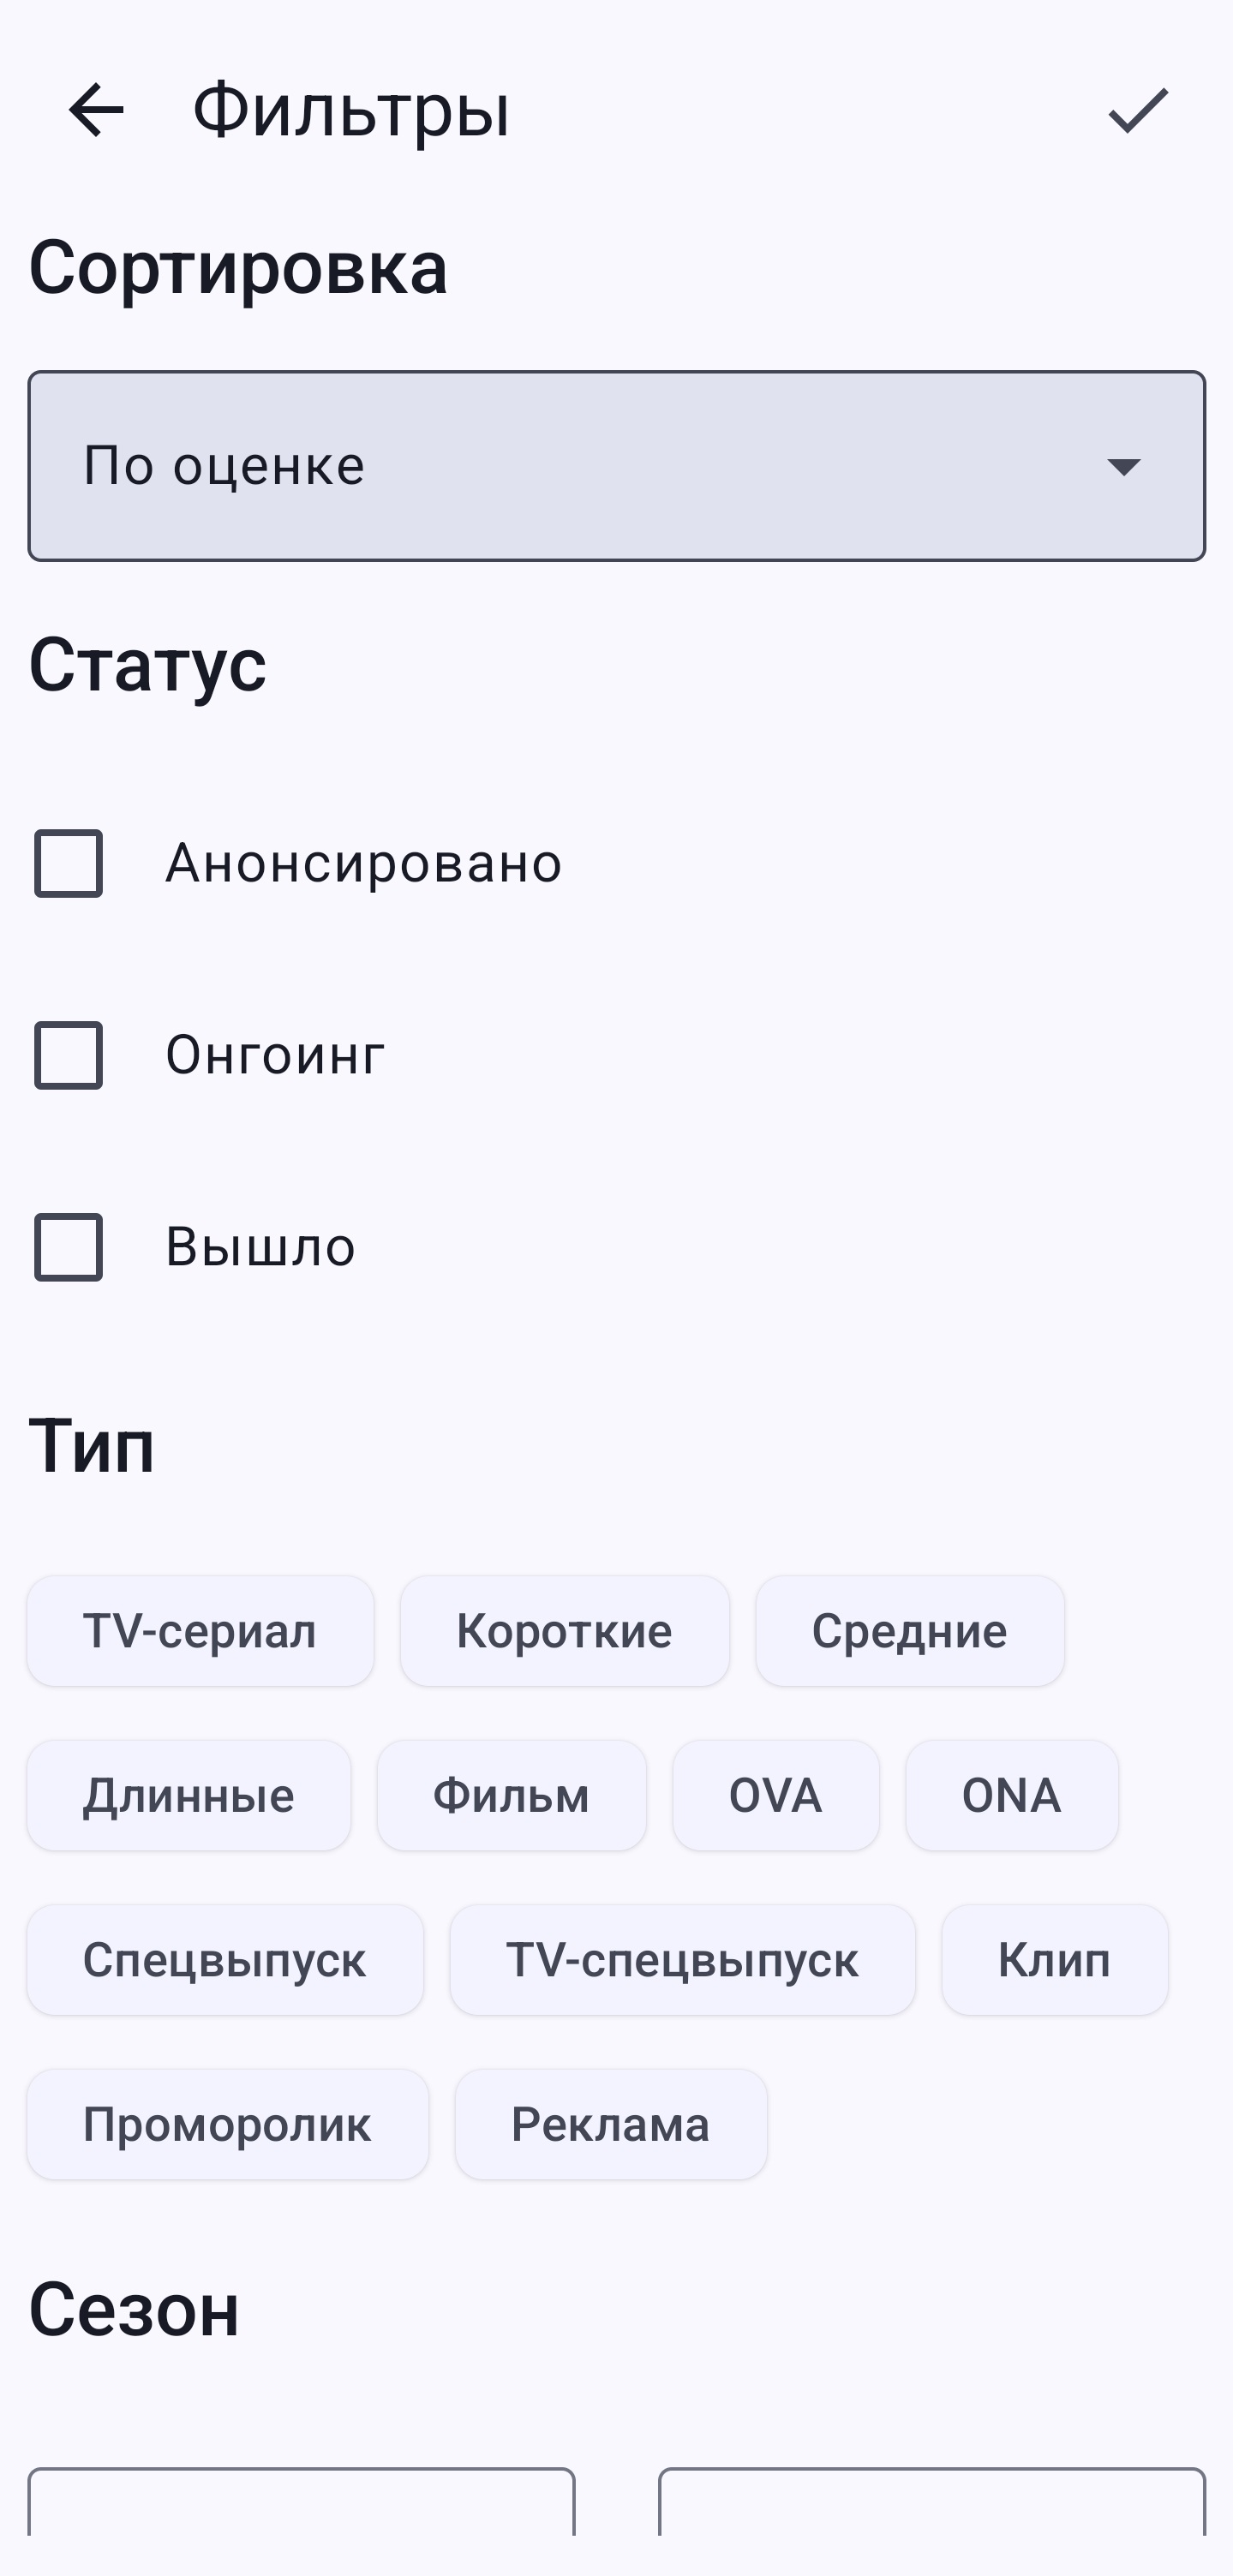 Фильтры
Сортировка
По оценке
Статус
Анонсировано
Онгоинг
Вышло
Тип
TV-сериал Короткие Средние
Длинные Фильм OVA ONA
Спецвыпуск TV-спецвыпуск Клип
Проморолик Реклама
Сезон